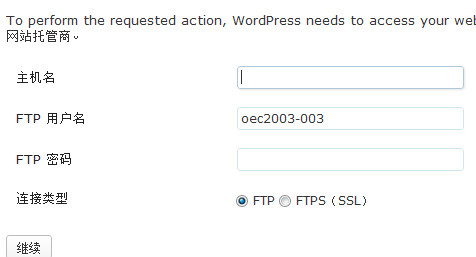 To perform the requested action, WordPress needs to access your we
网站托管商。
主机名
FTP 用户名 oec2003-003
FTP 密码
连接类型 FTP FTPS（SSL）
继续